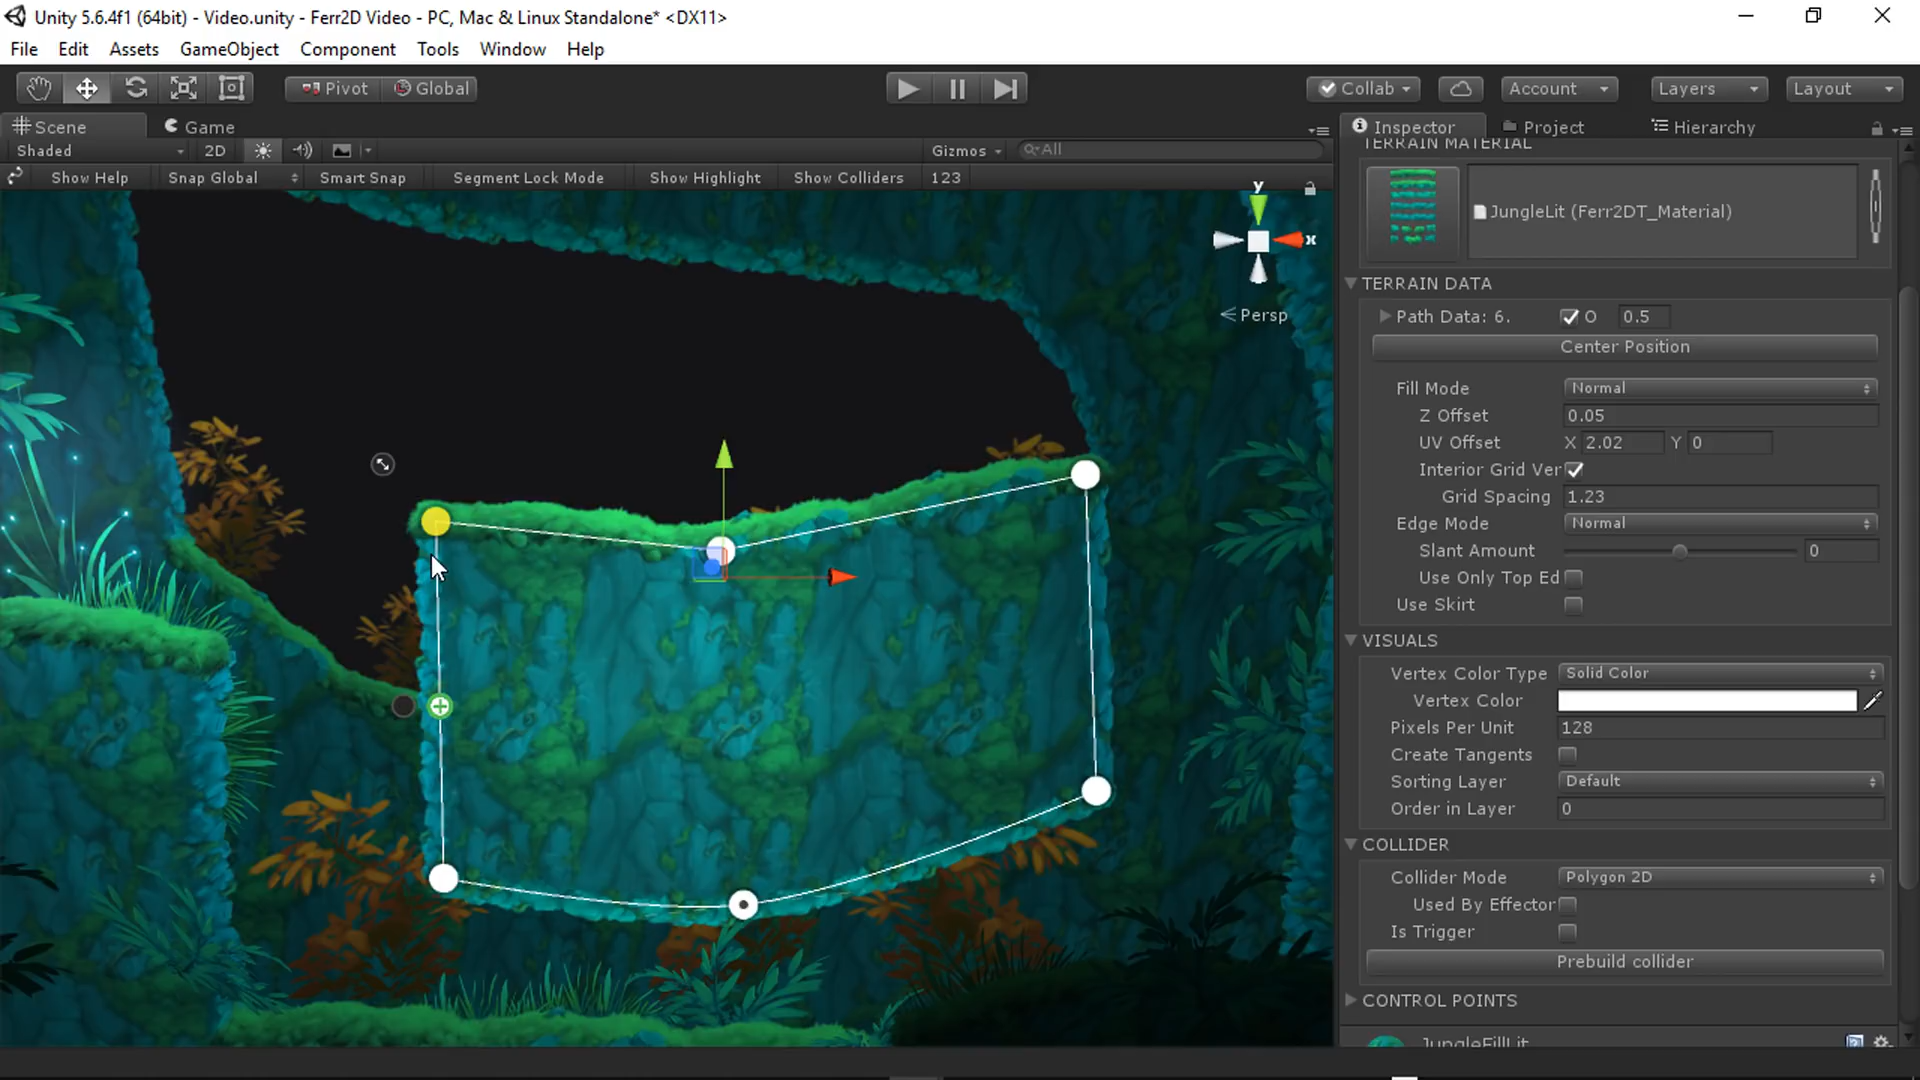 Unity 5.6.4f1 (64bit) - Video.unity - Ferr2D Video - PC, Mac & Linux Standalone* <DX11>
File Edit Assets GameObject Component Tools Window Help
Pivot Global Collab Account Layers Layout
Scene Game Inspector Project Hierarchy
Shaded 2D Gizmos All
Show Help Snap Global Smart Snap Segment Lock Mode Show Highlight Show Colliders 123
y
x
Persp
TERRAIN MATERIAL
JungleLit (Ferr2DT_Material)
TERRAIN DATA
Path Data: 6. O 0.5
Center Position
Fill Mode Normal
Z Offset 0.05
UV Offset X 2.02 Y 0
Interior Grid Ver
Grid Spacing 1.23
Edge Mode Normal
Slant Amount 0
Use Only Top Ed
Use Skirt
VISUALS
Vertex Color Type Solid Color
Vertex Color
Pixels Per Unit 128
Create Tangents
Sorting Layer Default
Order in Layer 0
COLLIDER
Collider Mode Polygon 2D
Used By Effector
Is Trigger
Prebuild collider
CONTROL POINTS
JungleFillLit